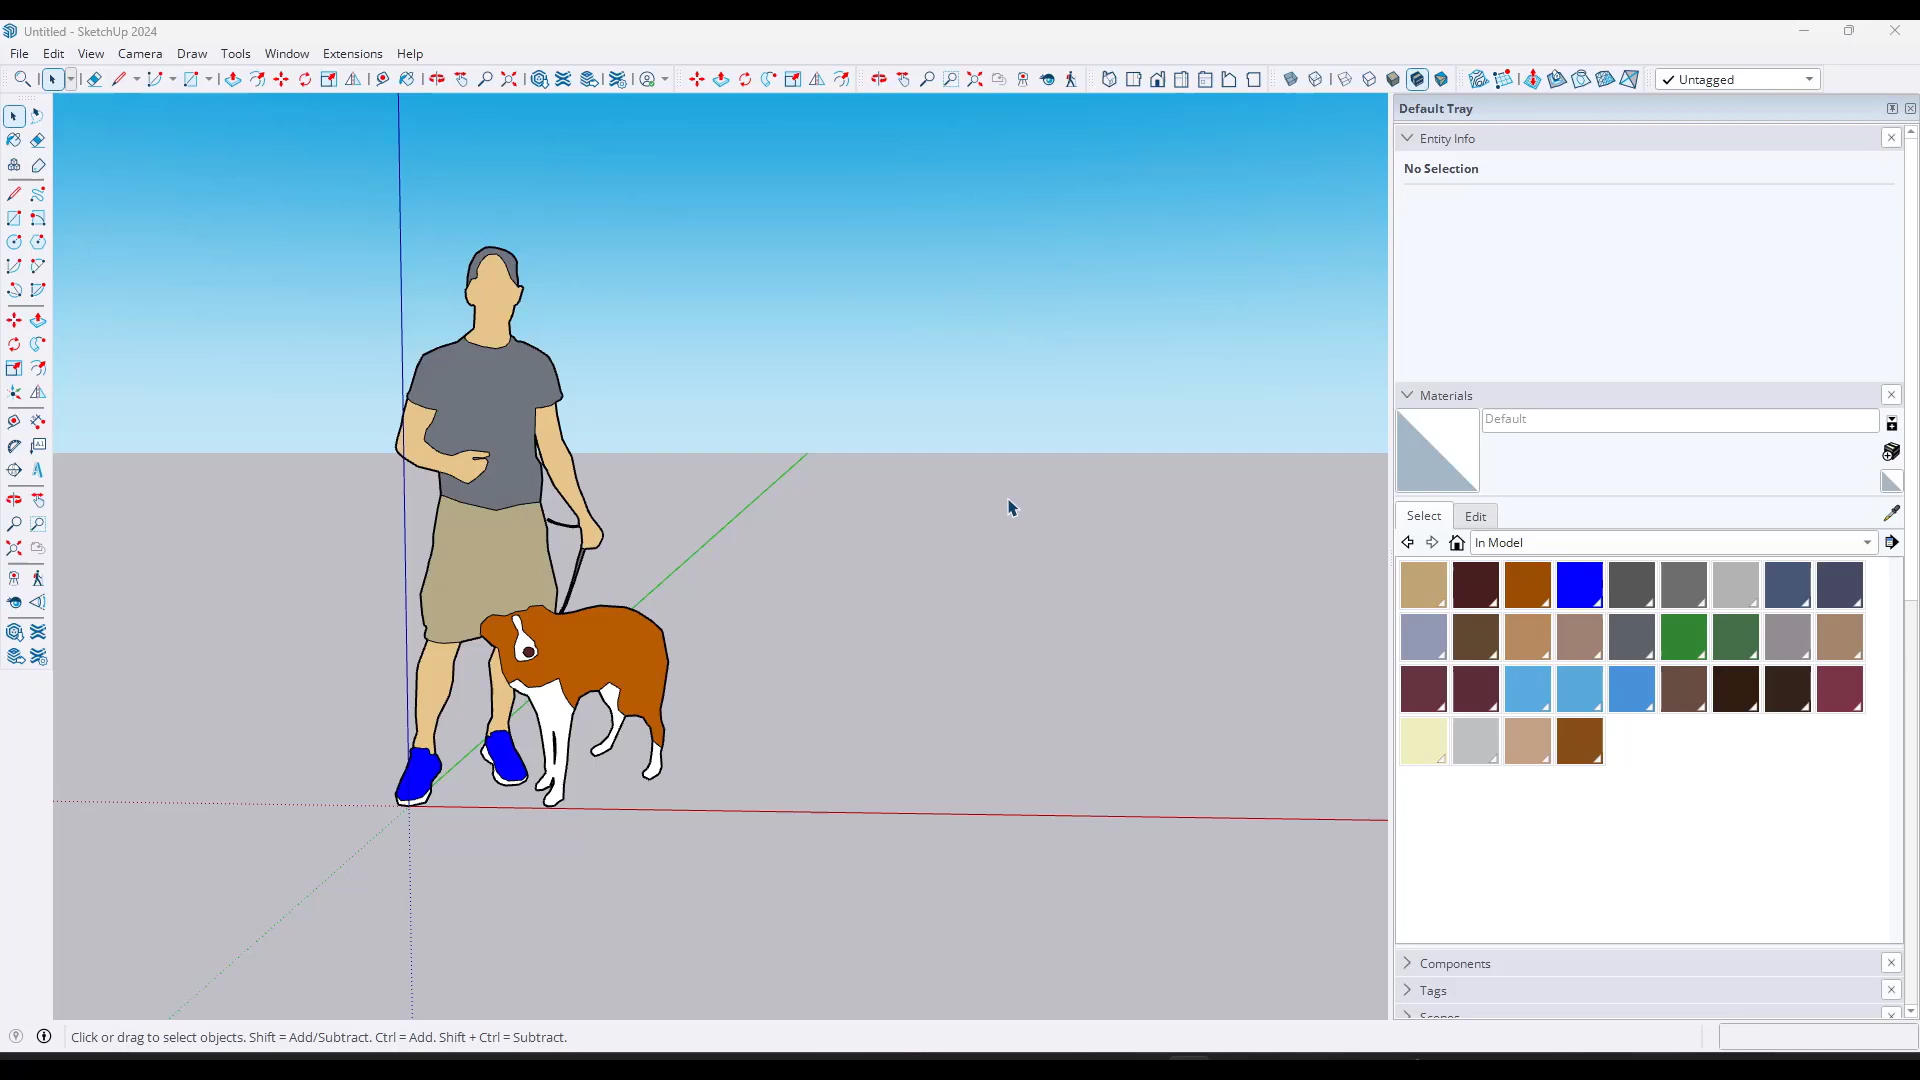 Untitled - SketchUp 2024
File Edit View Camera Draw Tools Window Extensions Help
Untagged
Default Tray
Entity Info
No Selection
Materials
Default
Select Edit
In Model
Components
Tags
Scenes
Click or drag to select objects. Shift = Add/Subtract. Ctrl = Add. Shift + Ctrl = Subtract.